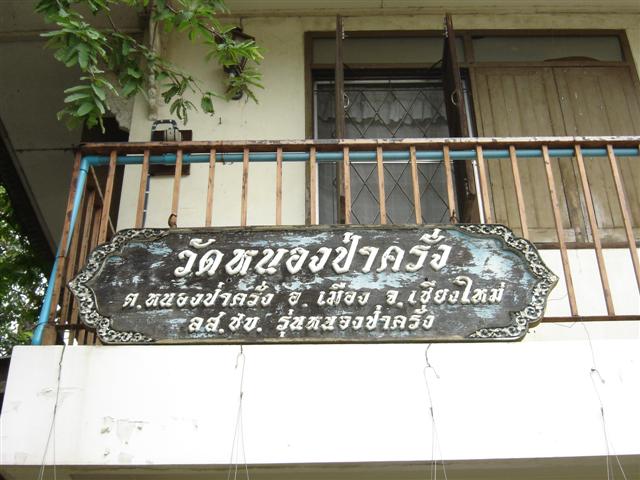 วัดหนองป่าครั่ง
ต.หนองป่าครั่ง อ.เมือง จ.เชียงใหม่
ลส.ชบ. รุ่นหนองป่าครั่ง